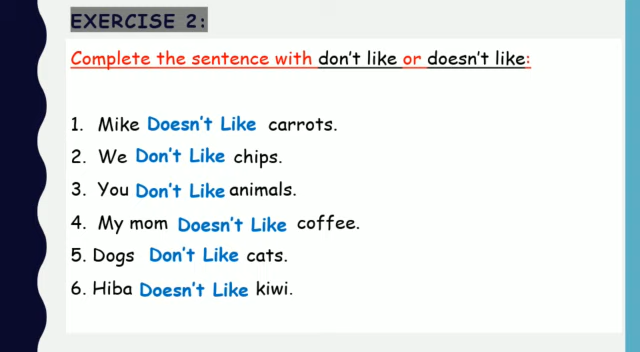 EXERCISE 2:
Complete the sentence with don't like or doesn't like:
1. Mike Doesn't Like carrots.
2. We Don't Like chips.
3. You Don't Like animals.
4. My mom Doesn't Like coffee.
5. Dogs Don't Like cats.
6. Hiba Doesn't Like kiwi.